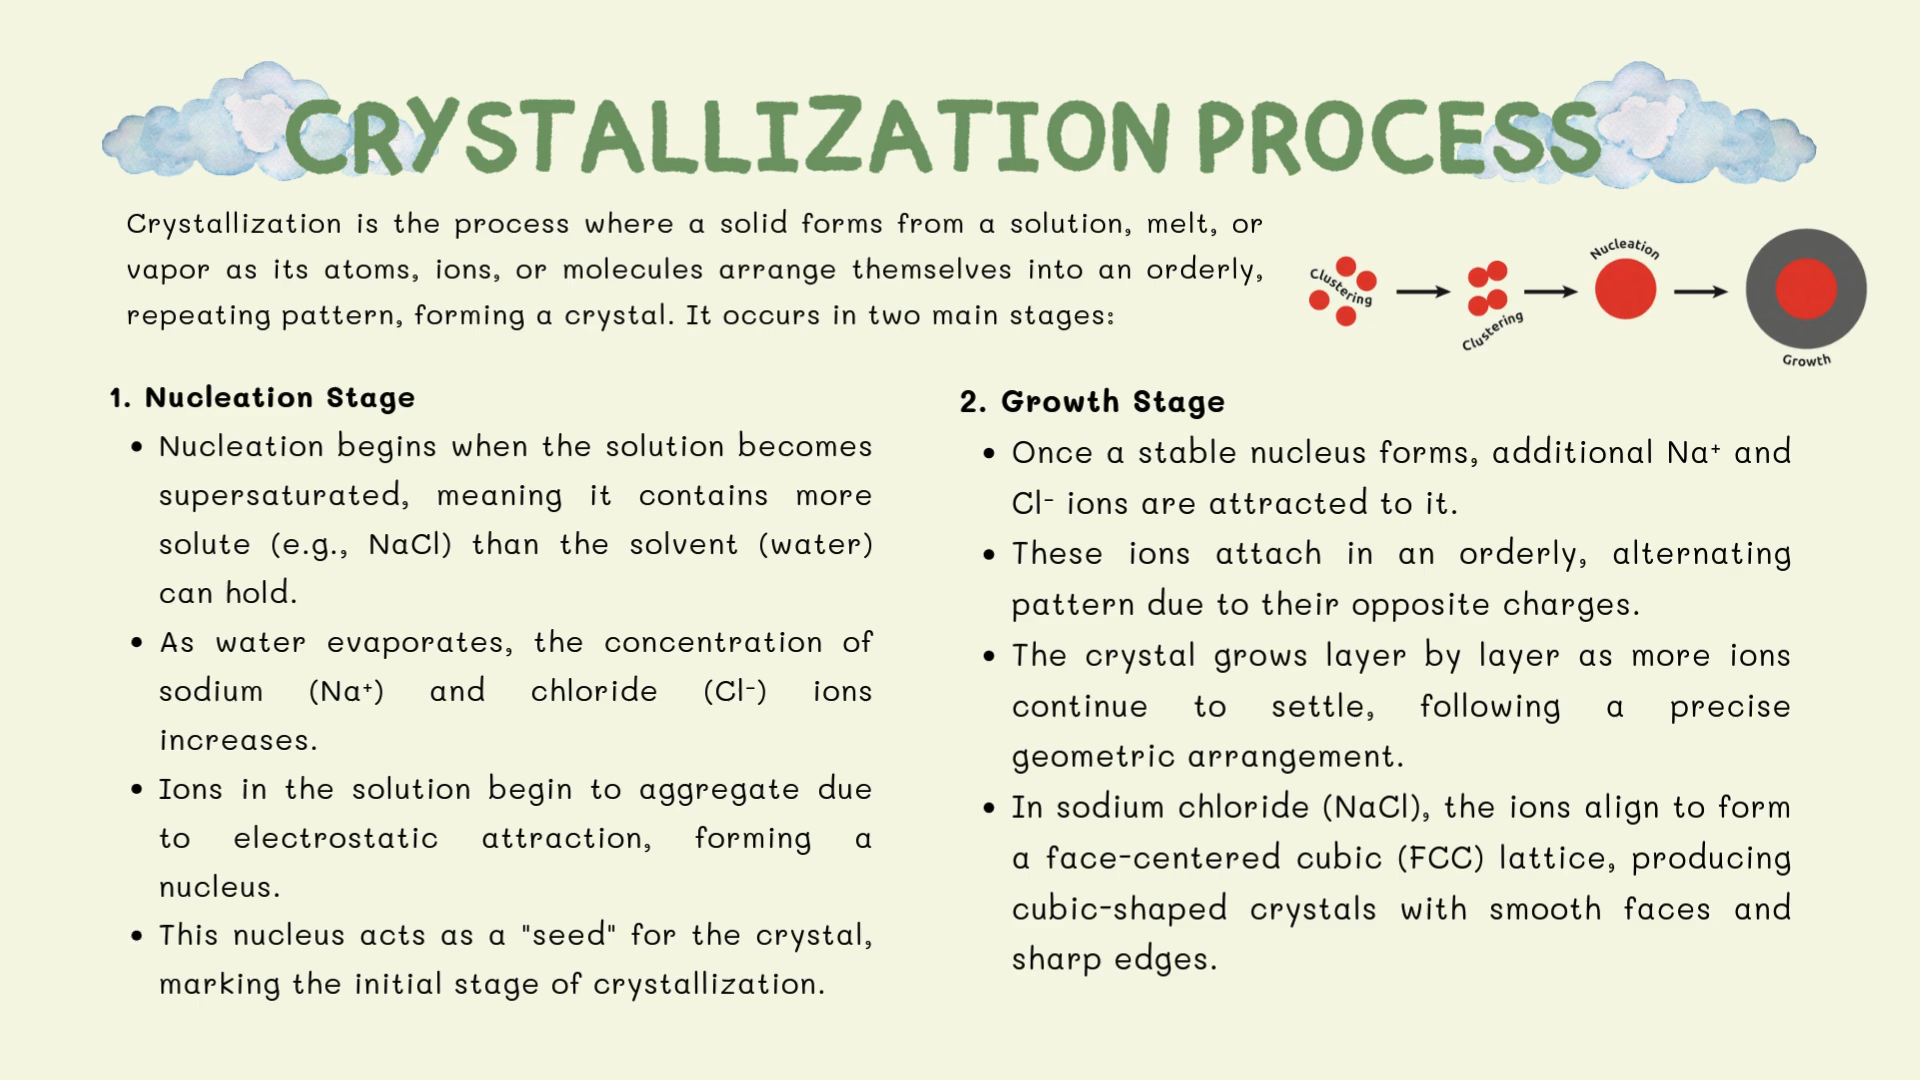 CRYSTALLIZATION PROCESS
Crystallization is the process where a solid forms from a solution, melt, or
vapor as its atoms, ions, or molecules arrange themselves into an orderly,
repeating pattern, forming a crystal. It occurs in two main stages:
Clustering
Clustering
Nucleation
Growth
1. Nucleation Stage
• Nucleation begins when the solution becomes
supersaturated, meaning it contains more
solute (e.g., NaCl) than the solvent (water)
can hold.
• As water evaporates, the concentration of
sodium (Na⁺) and chloride (Cl⁻) ions
increases.
• Ions in the solution begin to aggregate due
to electrostatic attraction, forming a
nucleus.
• This nucleus acts as a "seed" for the crystal,
marking the initial stage of crystallization.
2. Growth Stage
• Once a stable nucleus forms, additional Na⁺ and
Cl⁻ ions are attracted to it.
• These ions attach in an orderly, alternating
pattern due to their opposite charges.
• The crystal grows layer by layer as more ions
continue to settle, following a precise
geometric arrangement.
• In sodium chloride (NaCl), the ions align to form
a face-centered cubic (FCC) lattice, producing
cubic-shaped crystals with smooth faces and
sharp edges.